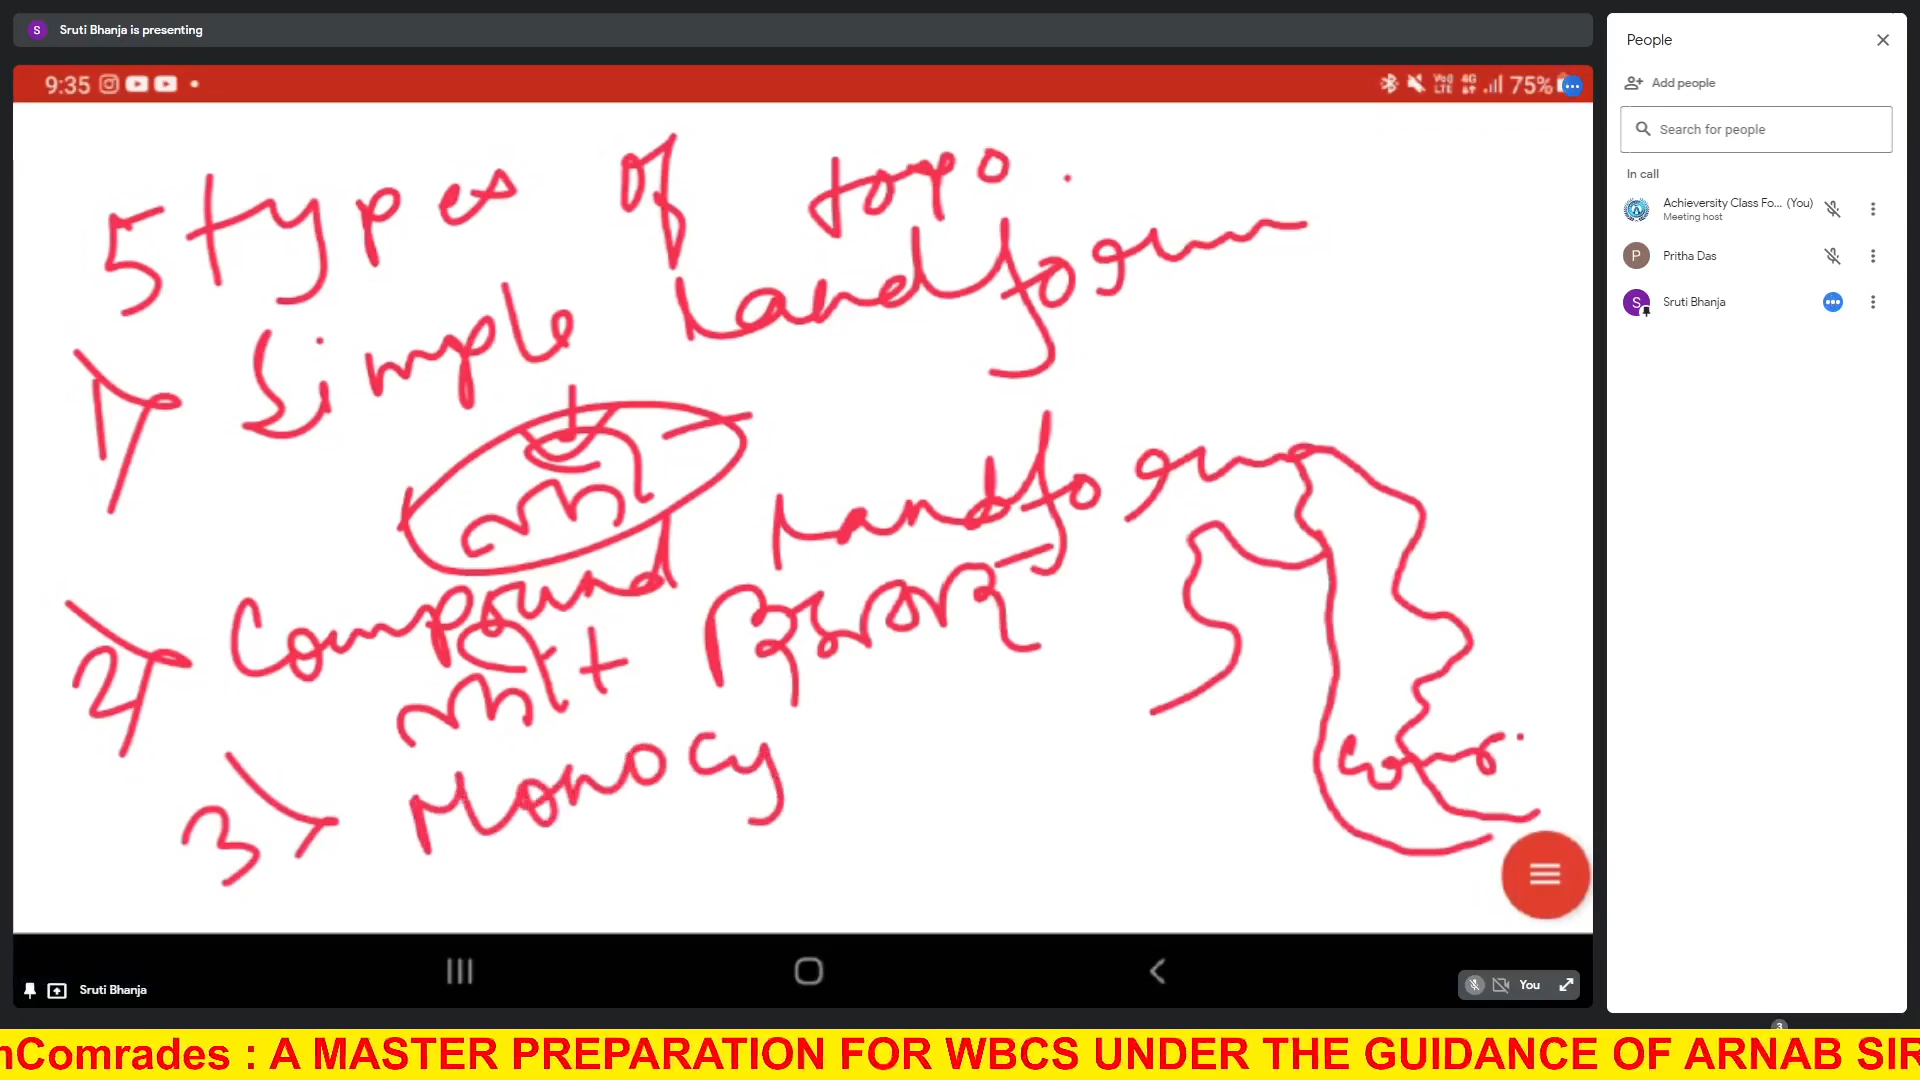 S
Sruti Bhanja is presenting
9:35
75%
5 types of topo.
1) Simple Landform
2) Compound Landform
3) Monocy
Sruti Bhanja
You
People
Add people
Search for people
In call
Achieversity Class Fo... (You)
Meeting host
P
Pritha Das
S
Sruti Bhanja
3
nComrades : A MASTER PREPARATION FOR WBCS UNDER THE GUIDANCE OF ARNAB SIR